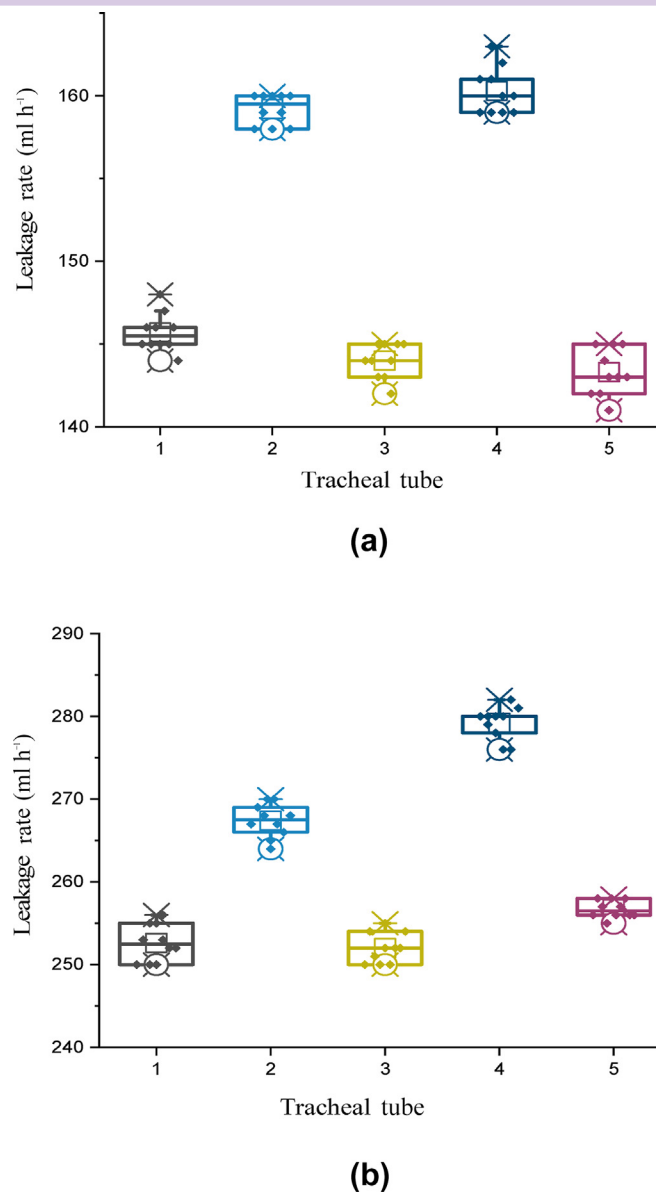 160
150
140
Leakage rate (ml h⁻¹)
1 2 3 4 5
Tracheal tube
(a)
290
280
270
260
250
240
Leakage rate (ml h⁻¹)
1 2 3 4 5
Tracheal tube
(b)